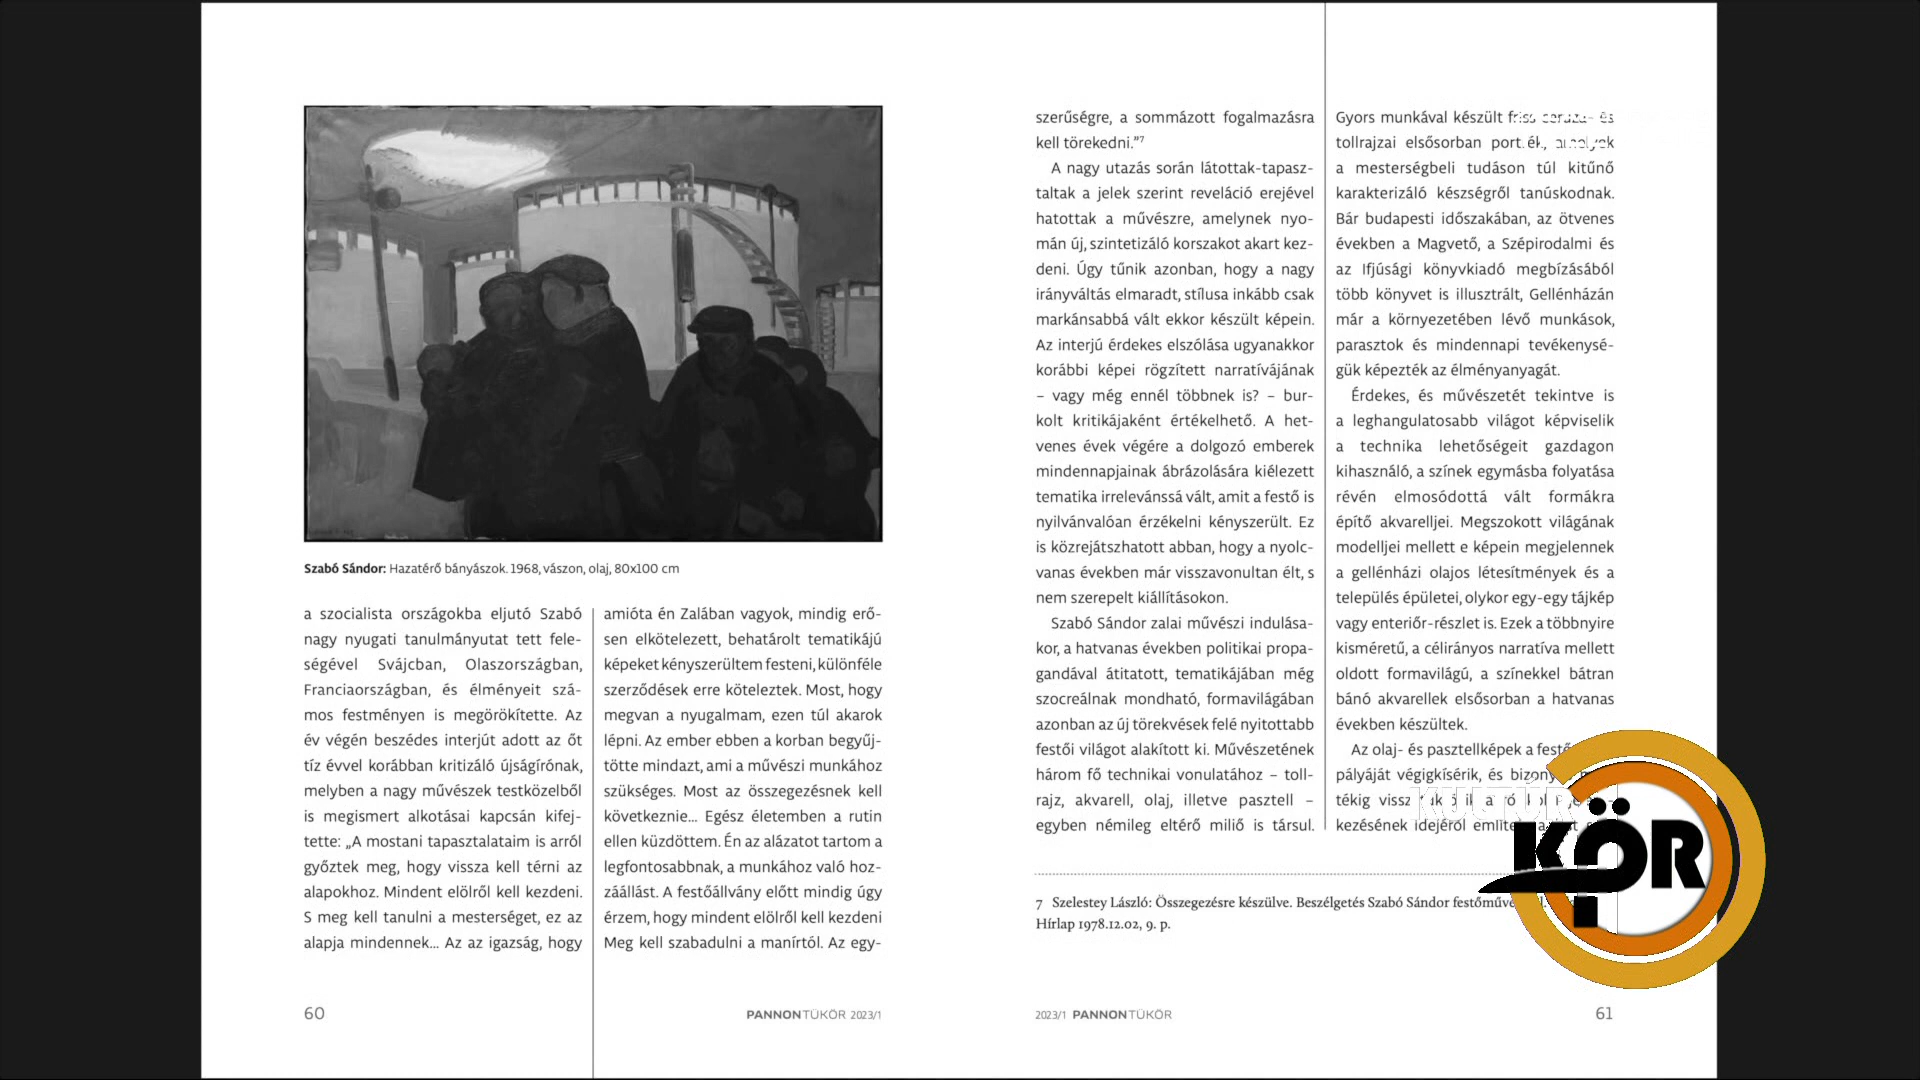 Szabó Sándor: Hazatérő bányászok. 1968, vászon, olaj, 80x100 cm
a szocialista országokba eljutó Szabó
nagy nyugati tanulmányutat tett fele-
ségével Svájcban, Olaszországban,
Franciaországban, és élményeit szá-
mos festményen is megörökítette. Az
év végén beszédes interjút adott az őt
tíz évvel korábban kritizáló újságírónak,
melyben a nagy művészek testközelből
is megismert alkotásai kapcsán kifej-
tette: „A mostani tapasztalataim is arról
győztek meg, hogy vissza kell térni az
alapokhoz. Mindent elölről kell kezdeni.
S meg kell tanulni a mesterséget, ez az
alapja mindennek... Az az igazság, hogy
amióta én Zalában vagyok, mindig erő-
sen elkötelezett, behatárolt tematikájú
képeket kényszerültem festeni, különféle
szerződések erre köteleztek. Most, hogy
megvan a nyugalmam, ezen túl akarok
lépni. Az ember ebben a korban begyűj-
tötte mindazt, ami a művészi munkához
szükséges. Most az összegezésnek kell
következnie... Egész életemben a rutin
ellen küzdöttem. Én az alázatot tartom a
legfontosabbnak, a munkához való hoz-
záállást. A festőállvány előtt mindig úgy
érzem, hogy mindent elölről kell kezdeni
Meg kell szabadulni a manírtól. Az egy-
60
PANNONTÜKÖR 2023/1
szerűségre, a sommázott fogalmazásra
kell törekedni.”7
A nagy utazás során látottak-tapasz-
taltak a jelek szerint reveláció erejével
hatottak a művészre, amelynek nyo-
mán új, szintetizáló korszakot akart kez-
deni. Úgy tűnik azonban, hogy a nagy
irányváltás elmaradt, stílusa inkább csak
markánsabbá vált ekkor készült képein.
Az interjú érdekes elszólása ugyanakkor
korábbi képei rögzített narratívájának
– vagy még ennél többnek is? – bur-
kolt kritikájaként értékelhető. A het-
venes évek végére a dolgozó emberek
mindennapjainak ábrázolására kiélezett
tematika irrelevánssá vált, amit a festő is
nyilvánvalóan érzékelni kényszerült. Ez
is közrejátszhatott abban, hogy a nyolc-
vanas években már visszavonultan élt, s
nem szerepelt kiállításokon.
Szabó Sándor zalai művészi indulása-
kor, a hatvanas években politikai propa-
gandával átitatott, tematikájában még
szocreálnak mondható, formavilágában
azonban az új törekvések felé nyitottabb
festői világot alakított ki. Művészetének
három fő technikai vonulatához – toll-
rajz, akvarell, olaj, illetve pasztell –
egyben némileg eltérő miliő is társul.
Gyors munkával készült friss ceruza- és
tollrajzai elsősorban portrék, amelyek
a mesterségbeli tudáson túl kitűnő
karakterizáló készségről tanúskodnak.
Bár budapesti időszakában, az ötvenes
években a Magvető, a Szépirodalmi és
az Ifjúsági könyvkiadó megbízásából
több könyvet is illusztrált, Gellénházán
már a környezetében lévő munkások,
parasztok és mindennapi tevékenysé-
gük képezték az élményanyagát.
Érdekes, és művészetét tekintve is
a leghangulatosabb világot képviselik
a technika lehetőségeit gazdagon
kihasználó, a színek egymásba folyatása
révén elmosódottá vált formákra
építő akvarelljei. Megszokott világának
modelljei mellett e képein megjelennek
a gellénházi olajos létesítmények és a
település épületei, olykor egy-egy tájkép
vagy enteriőr-részlet is. Ezek a többnyire
kisméretű, a célirányos narratíva mellett
oldott formavilágú, a színekkel bátran
bánó akvarellek elsősorban a hatvanas
években készültek.
Az olaj- és pasztellképek a
pályáját végigkísérik, és
tékig
kezésének idejéről
7 Szelestey László: Összegezésre készülve. Beszélgetés Szabó Sándor
Hírlap 1978.12.02, 9. p.
2023/1 PANNONTÜKÖR
61
KULTÚR
KÖR